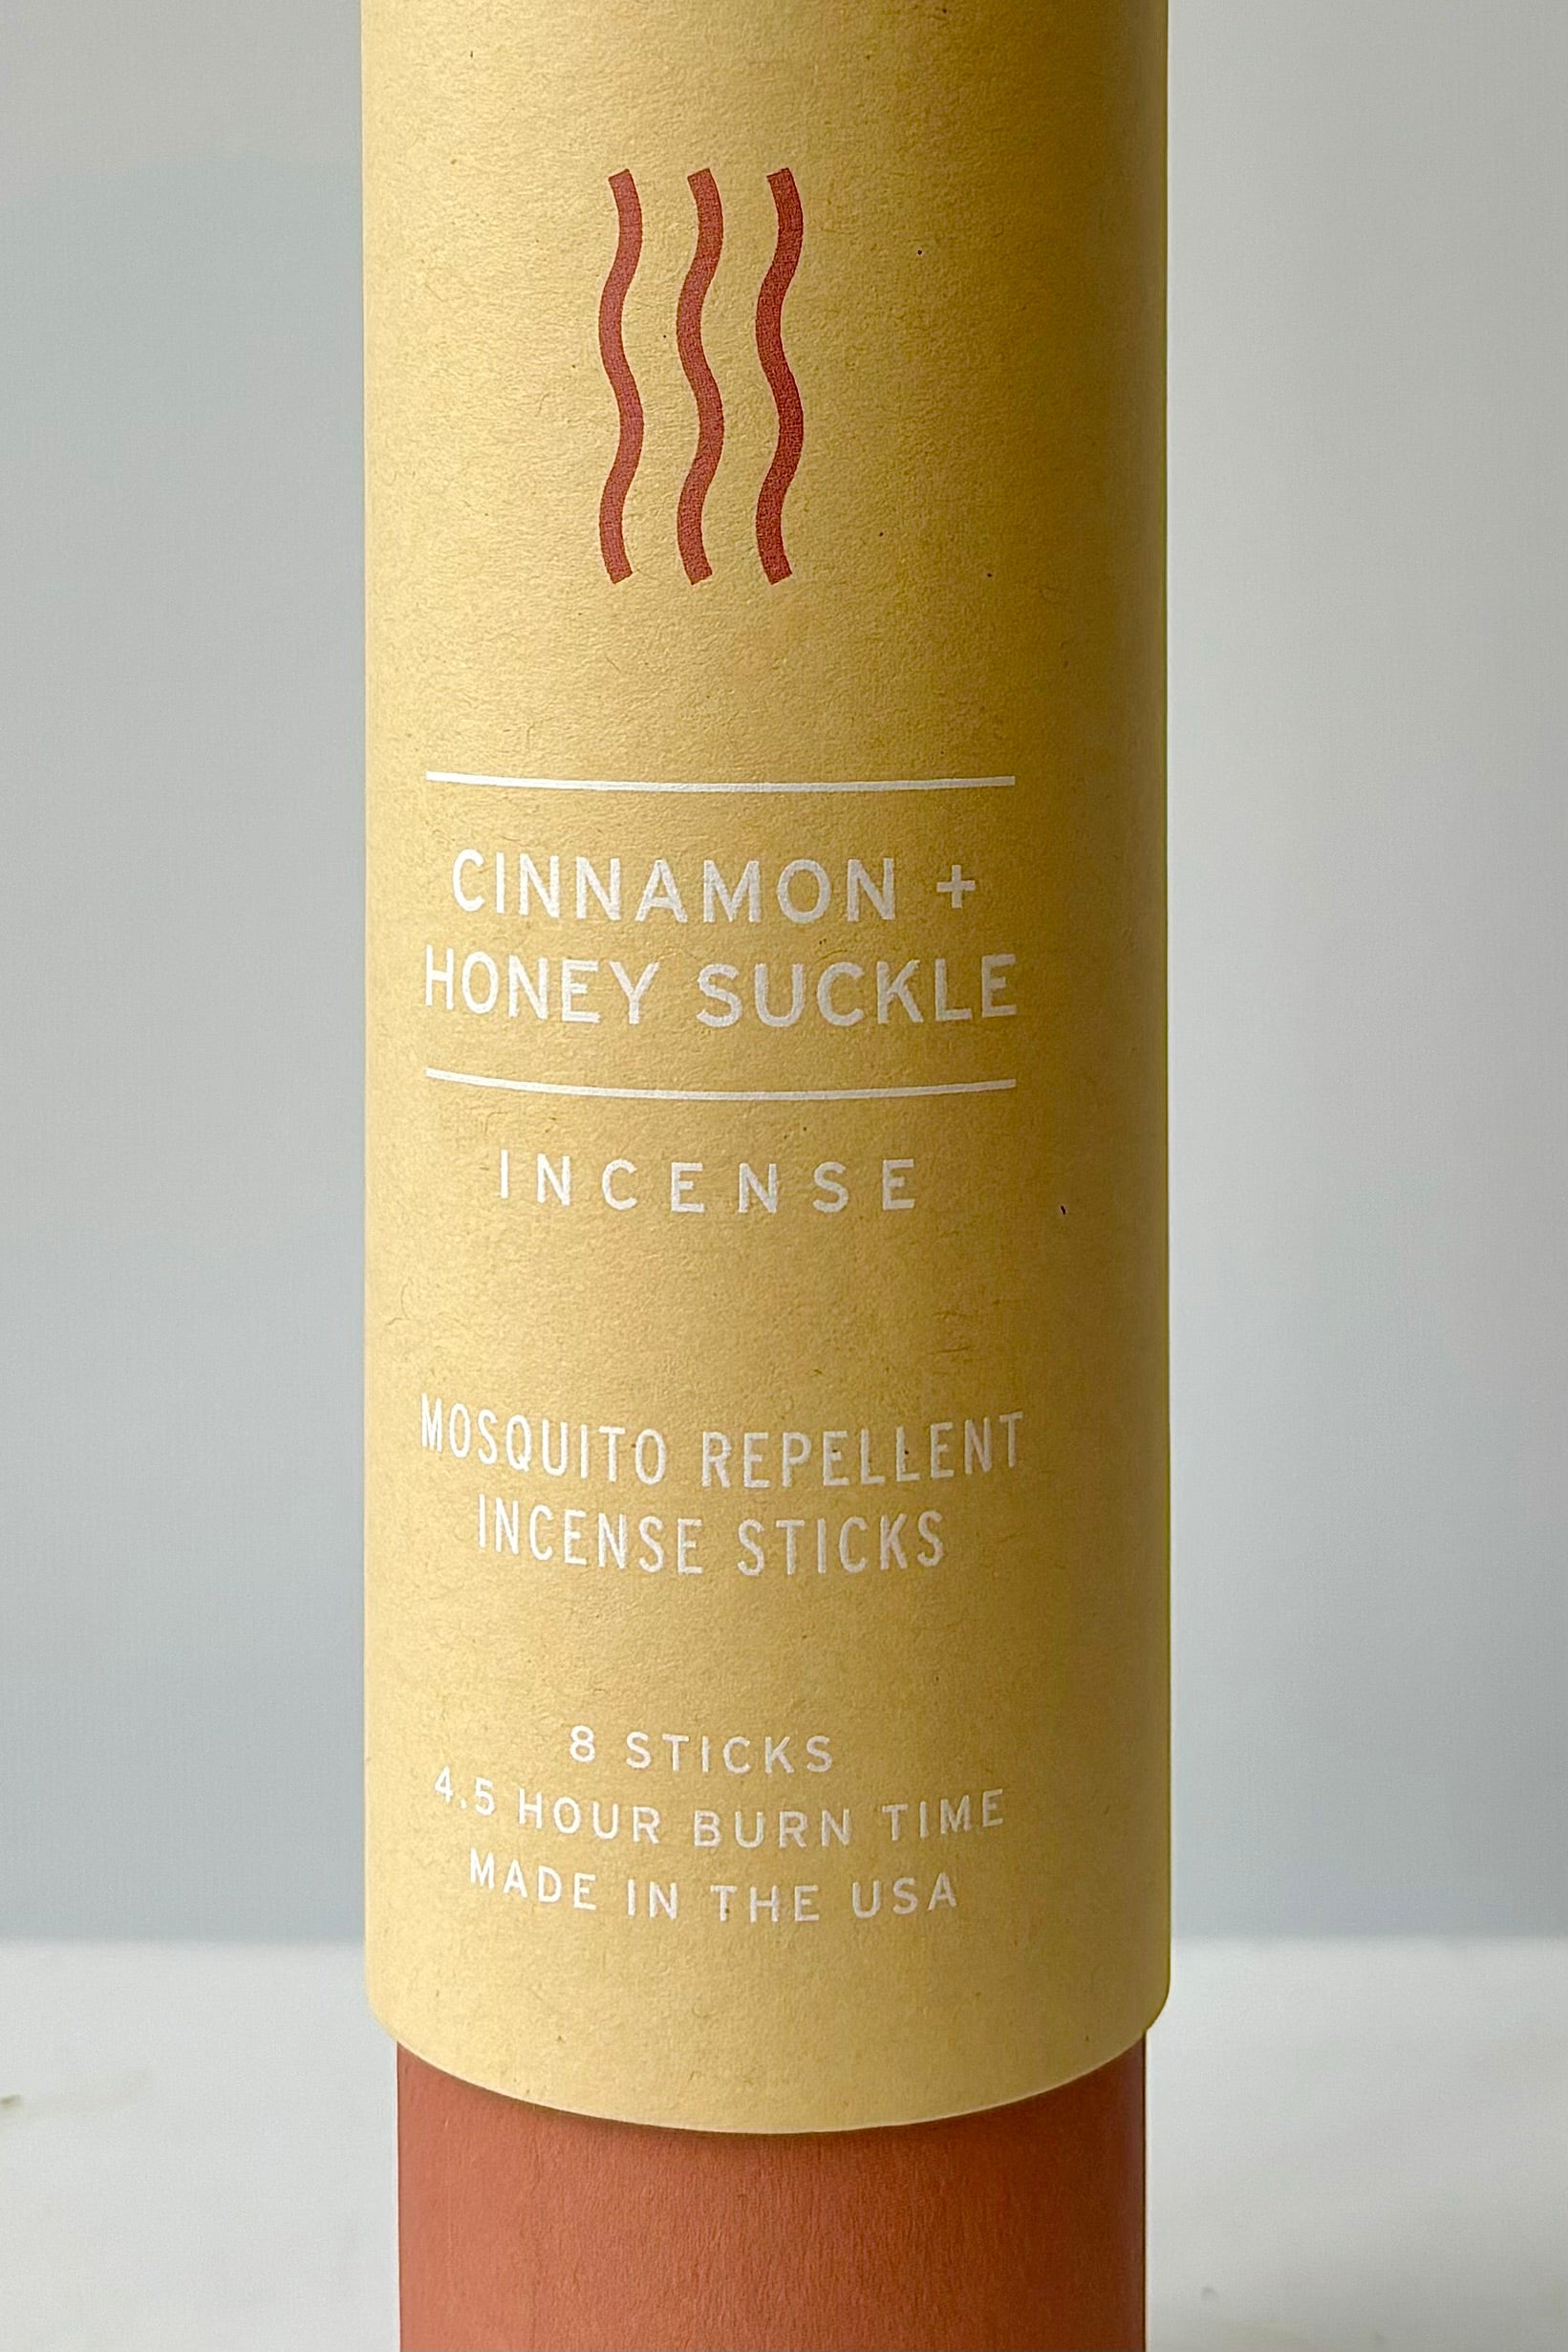 CINNAMON +
HONEY SUCKLE
INCENSE
MOSQUITO REPELLENT
INCENSE STICKS
8 STICKS
4.5 HOUR BURN TIME
MADE IN THE USA